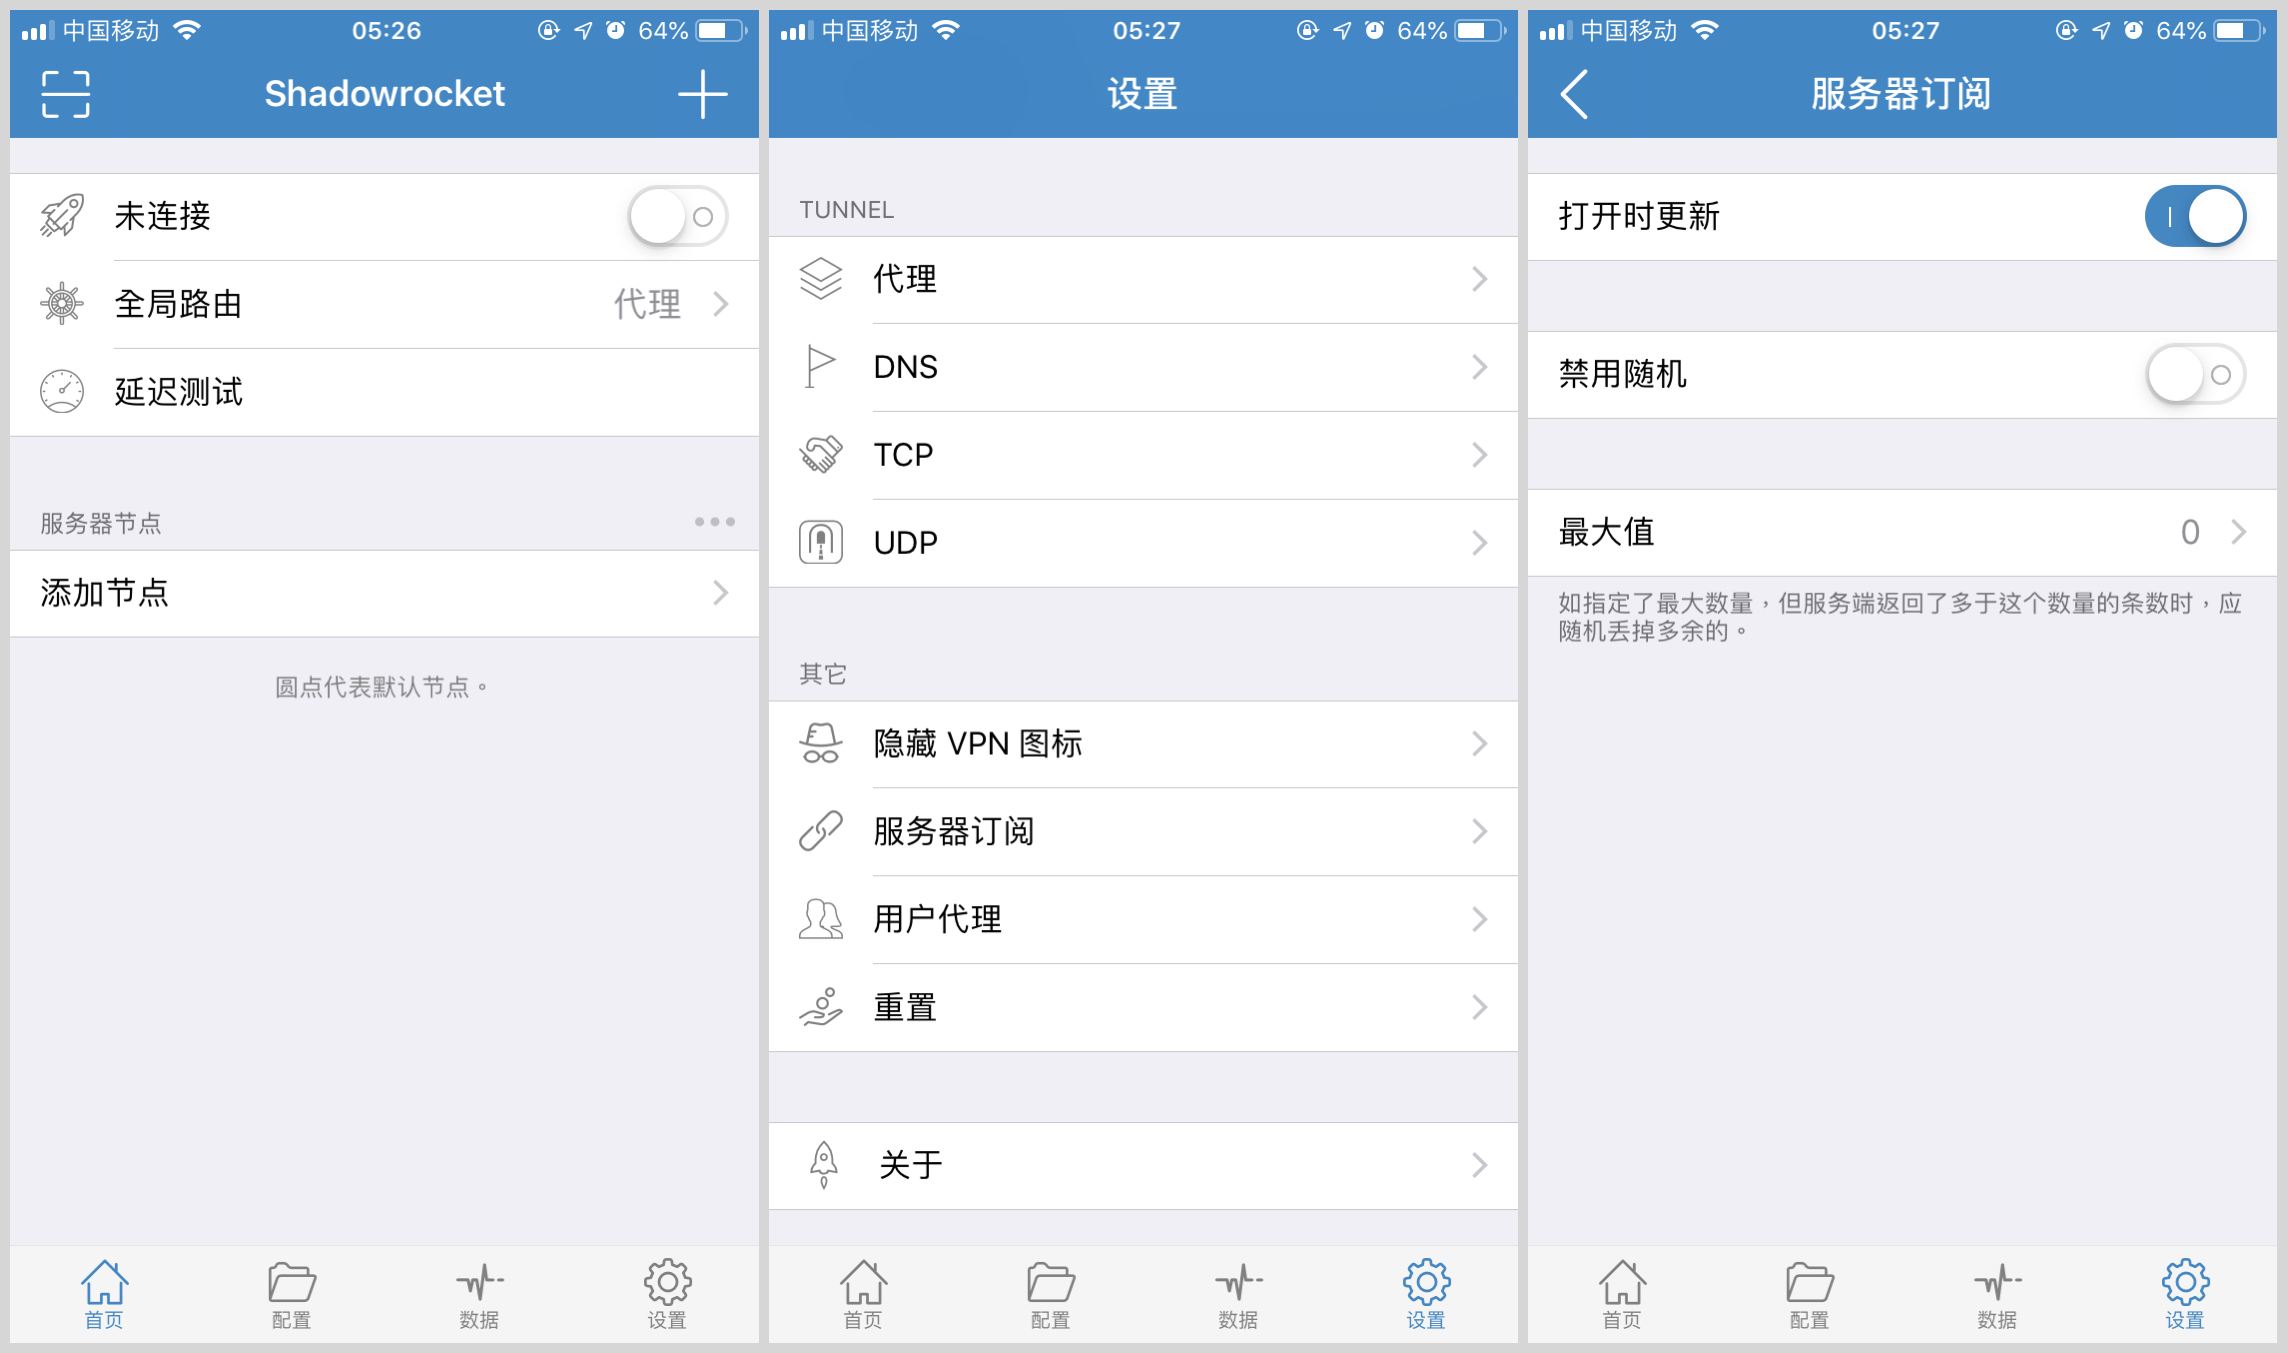 中国移动 05:26 64%
Shadowrocket
未连接
全局路由 代理
延迟测试
服务器节点
添加节点
圆点代表默认节点。
首页 配置 数据 设置
中国移动 05:27 64%
设置
TUNNEL
代理
DNS
TCP
UDP
其它
隐藏 VPN 图标
服务器订阅
用户代理
重置
关于
首页 配置 数据 设置
中国移动 05:27 64%
服务器订阅
打开时更新
禁用随机
最大值 0
如指定了最大数量，但服务端返回了多于这个数量的条数时，应
随机丢掉多余的。
首页 配置 数据 设置